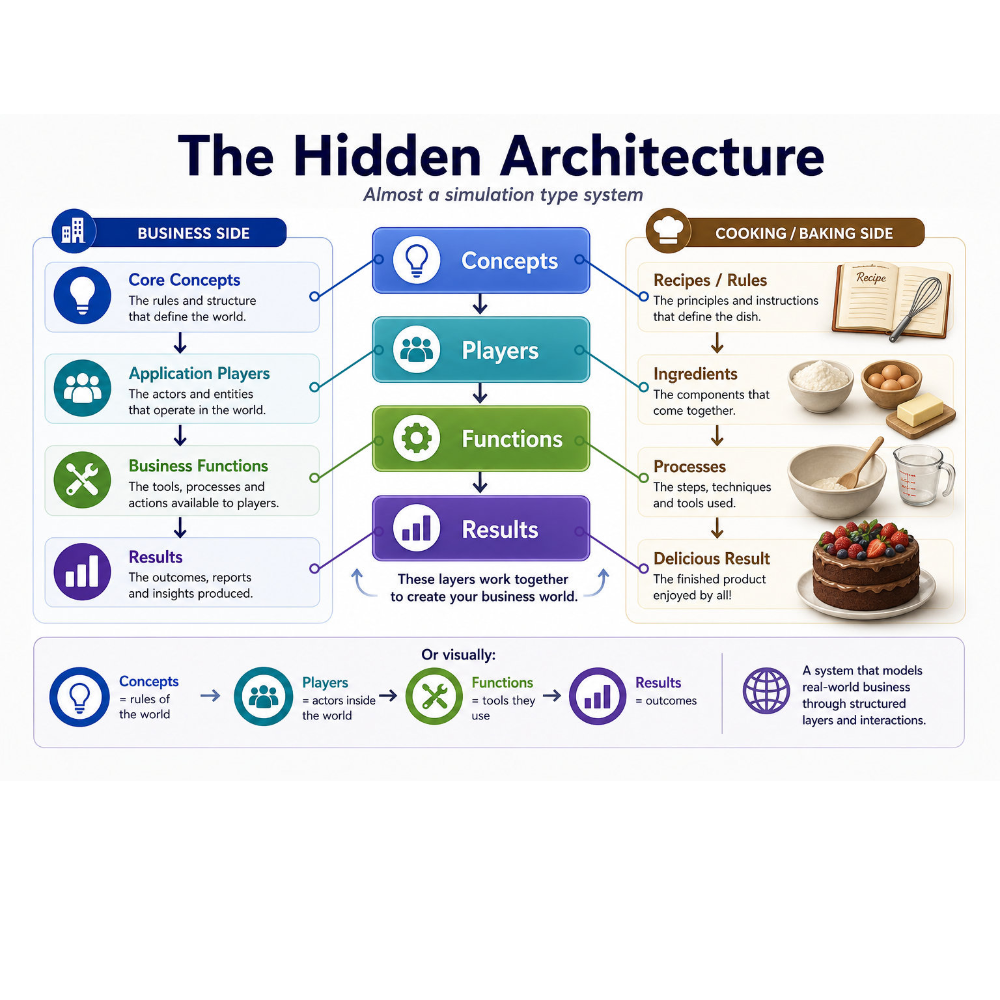 The Hidden Architecture
Almost a simulation type system
BUSINESS SIDE
Core Concepts
The rules and structure
that define the world.
Application Players
The actors and entities
that operate in the world.
Business Functions
The tools, processes and
actions available to players.
Results
The outcomes, reports
and insights produced.
Concepts
Players
Functions
Results
These layers work together
to create your business world.
COOKING / BAKING SIDE
Recipes / Rules
The principles and instructions
that define the dish.
Recipe
Ingredients
The components that
come together.
Processes
The steps, techniques
and tools used.
Delicious Result
The finished product
enjoyed by all!
Or visually:
Concepts
= rules of
the world
Players
= actors inside
the world
Functions
= tools they
use
Results
= outcomes
A system that models
real-world business
through structured
layers and interactions.